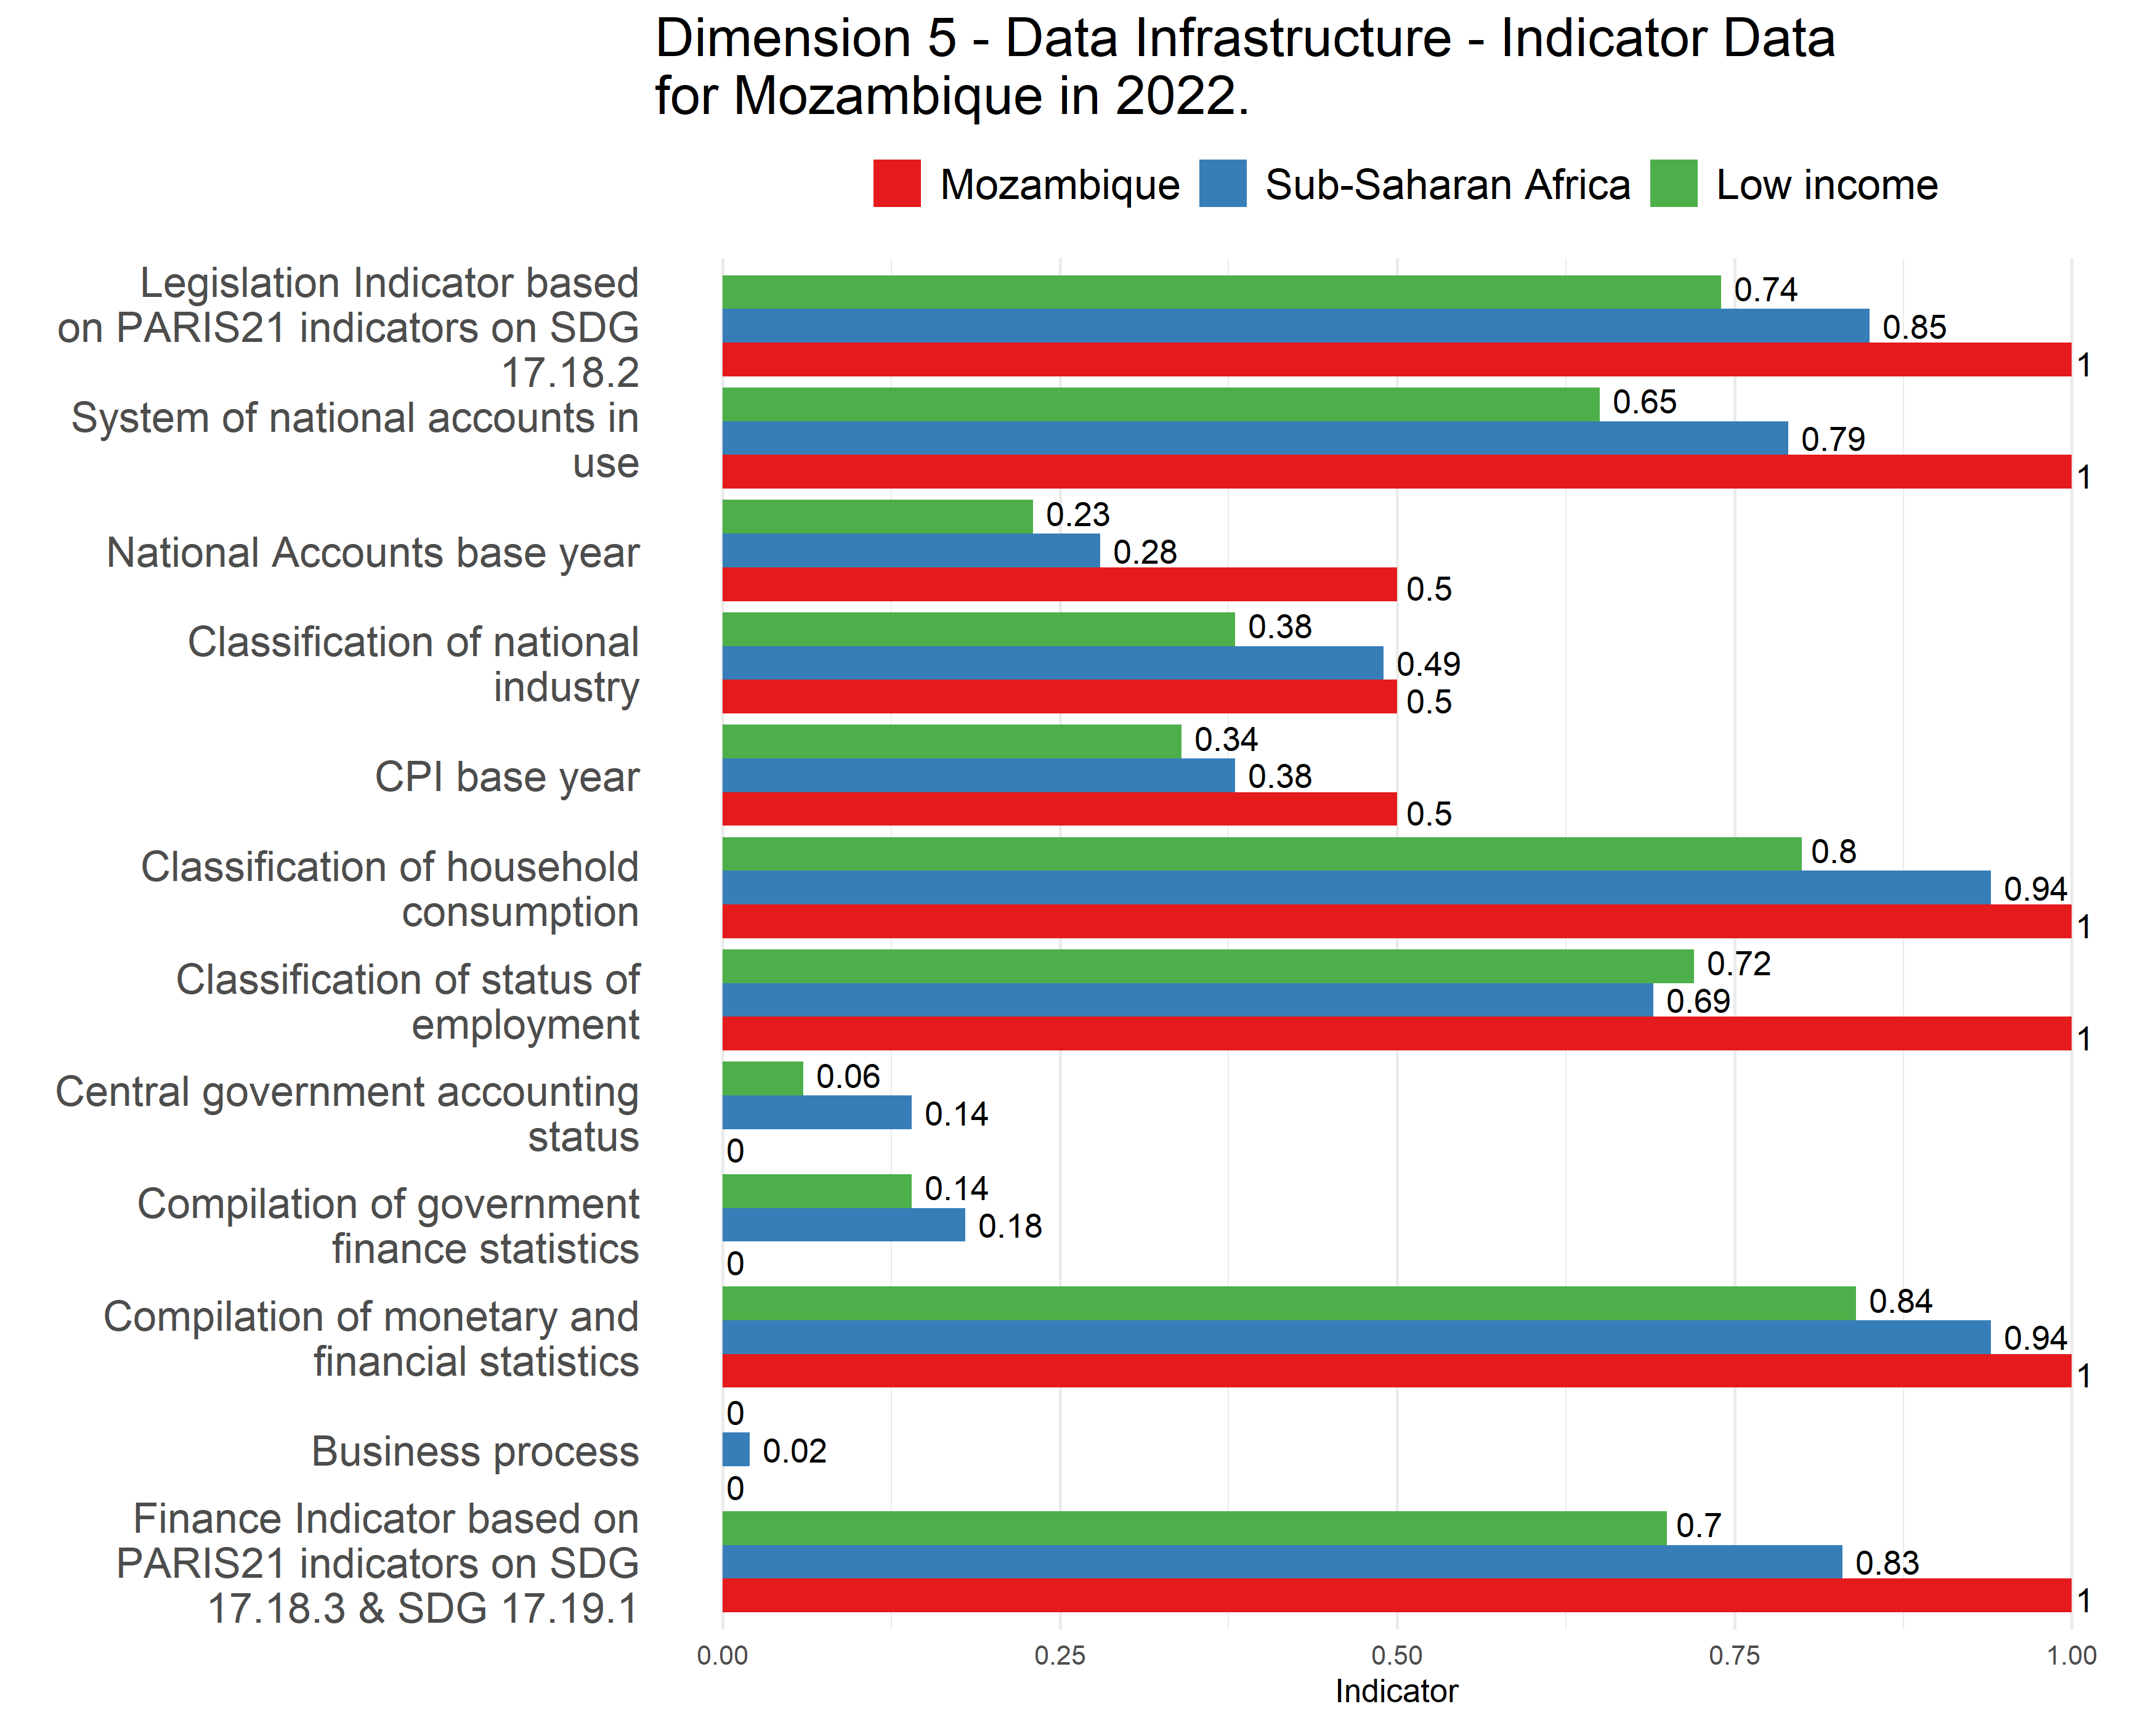 Dimension 5 - Data Infrastructure - Indicator Data
for Mozambique in 2022.
Mozambique
Sub-Saharan Africa
Low income
Legislation Indicator based
on PARIS21 indicators on SDG
17.18.2
0.74
0.85
1
System of national accounts in
use
0.65
0.79
1
National Accounts base year
0.23
0.28
0.5
Classification of national
industry
0.38
0.49
0.5
CPI base year
0.34
0.38
0.5
Classification of household
consumption
0.8
0.94
1
Classification of status of
employment
0.72
0.69
1
Central government accounting
status
0.06
0.14
0
Compilation of government
finance statistics
0.14
0.18
0
Compilation of monetary and
financial statistics
0.84
0.94
1
Business process
0
0.02
0
Finance Indicator based on
PARIS21 indicators on SDG
17.18.3 & SDG 17.19.1
0.7
0.83
1
0.00
0.25
0.50
0.75
1.00
Indicator